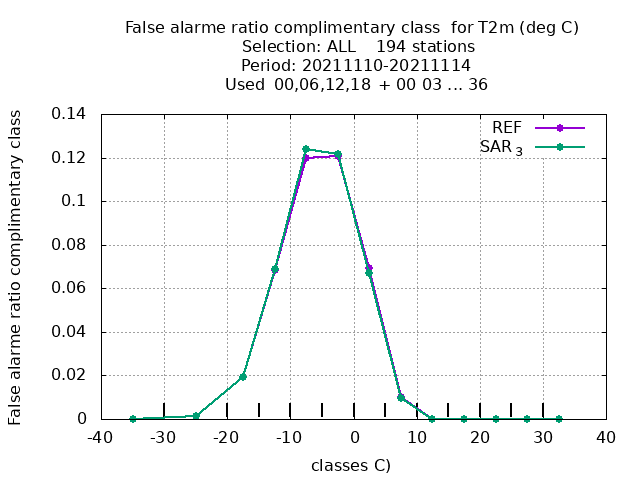 False alarme ratio complimentary class  for T2m (deg C)
Selection: ALL    194 stations
Period: 20211110-20211114
Used  00,06,12,18  + 00 03 ... 36
False alarme ratio complimentary class
0.14
0.12
0.1
0.08
0.06
0.04
0.02
0
REF
SAR 3
-40 -30 -20 -10 0 10 20 30 40
classes C)